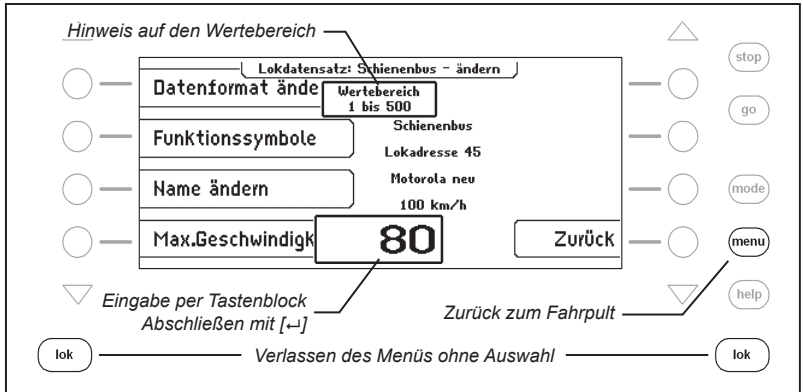 Hinweis auf den Wertebereich
stop
Lokdatensatz: Schienenbus - ändern
Datenformat ände
Wertebereich
1 bis 500
go
Schienenbus
Funktionssymbole
Lokadresse 45
Name ändern
Motorola neu
mode
100 km/h
Max.Geschwindigk
80
Zurück
menu
Eingabe per Tastenblock
Abschließen mit [↵]
Zurück zum Fahrpult
help
lok
Verlassen des Menüs ohne Auswahl
lok